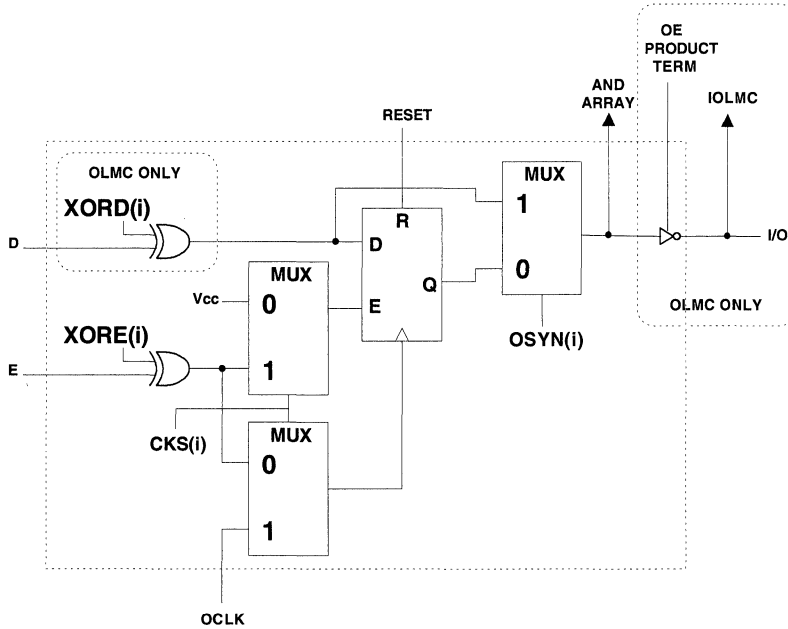 OE
PRODUCT
TERM
AND
ARRAY
IOLMC
RESET
OLMC ONLY
MUX
XORD(i)
1
R
D
D
I/O
MUX
0
Q
Vcc
0
E
OLMC ONLY
XORE(i)
OSYN(i)
1
E
CKS(i)
MUX
0
1
OCLK